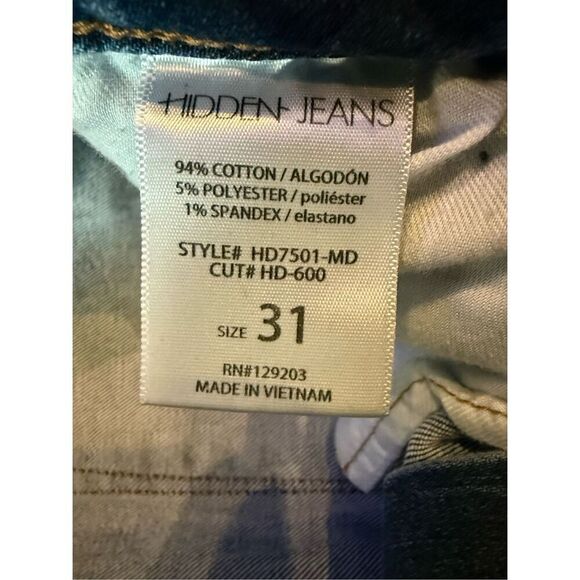 HIDDEN JEANS
94% COTTON / ALGODÓN
5% POLYESTER / poliéster
1% SPANDEX / elastano
STYLE# HD7501-MD
CUT# HD-600
SIZE 31
RN#129203
MADE IN VIETNAM